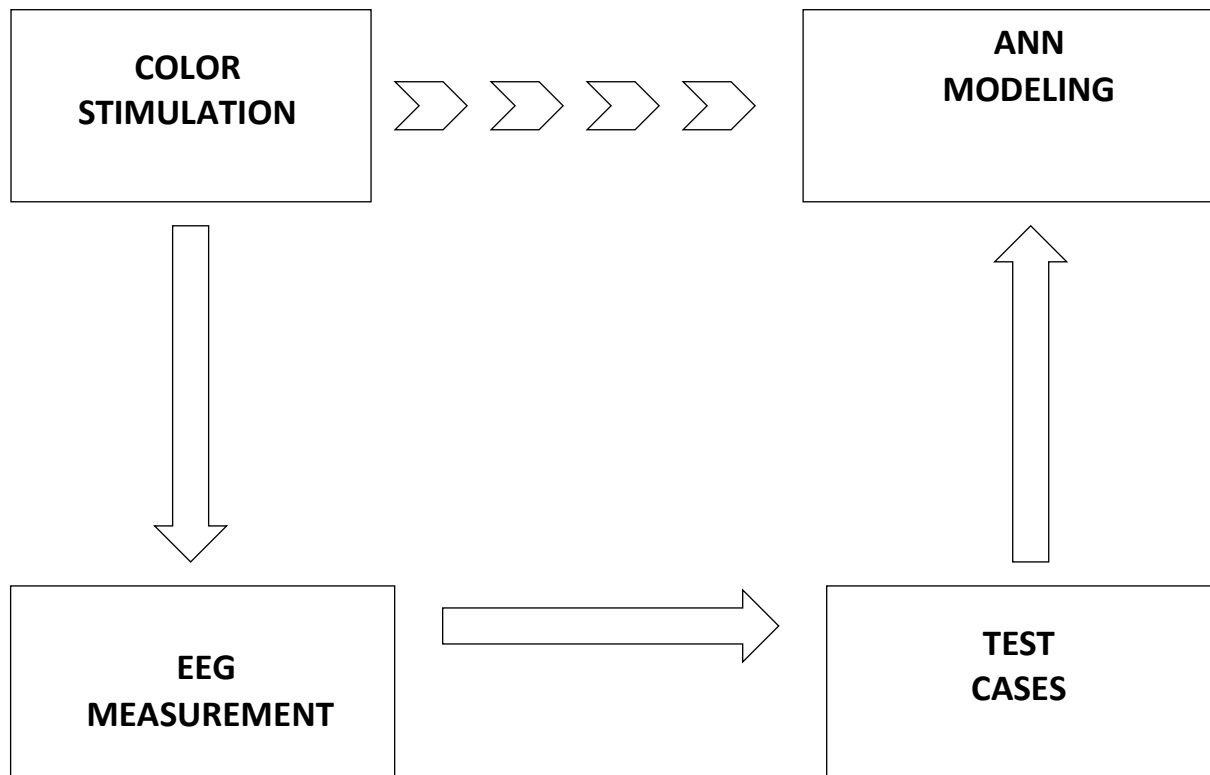 COLOR
STIMULATION
ANN
MODELING
EEG
MEASUREMENT
TEST
CASES